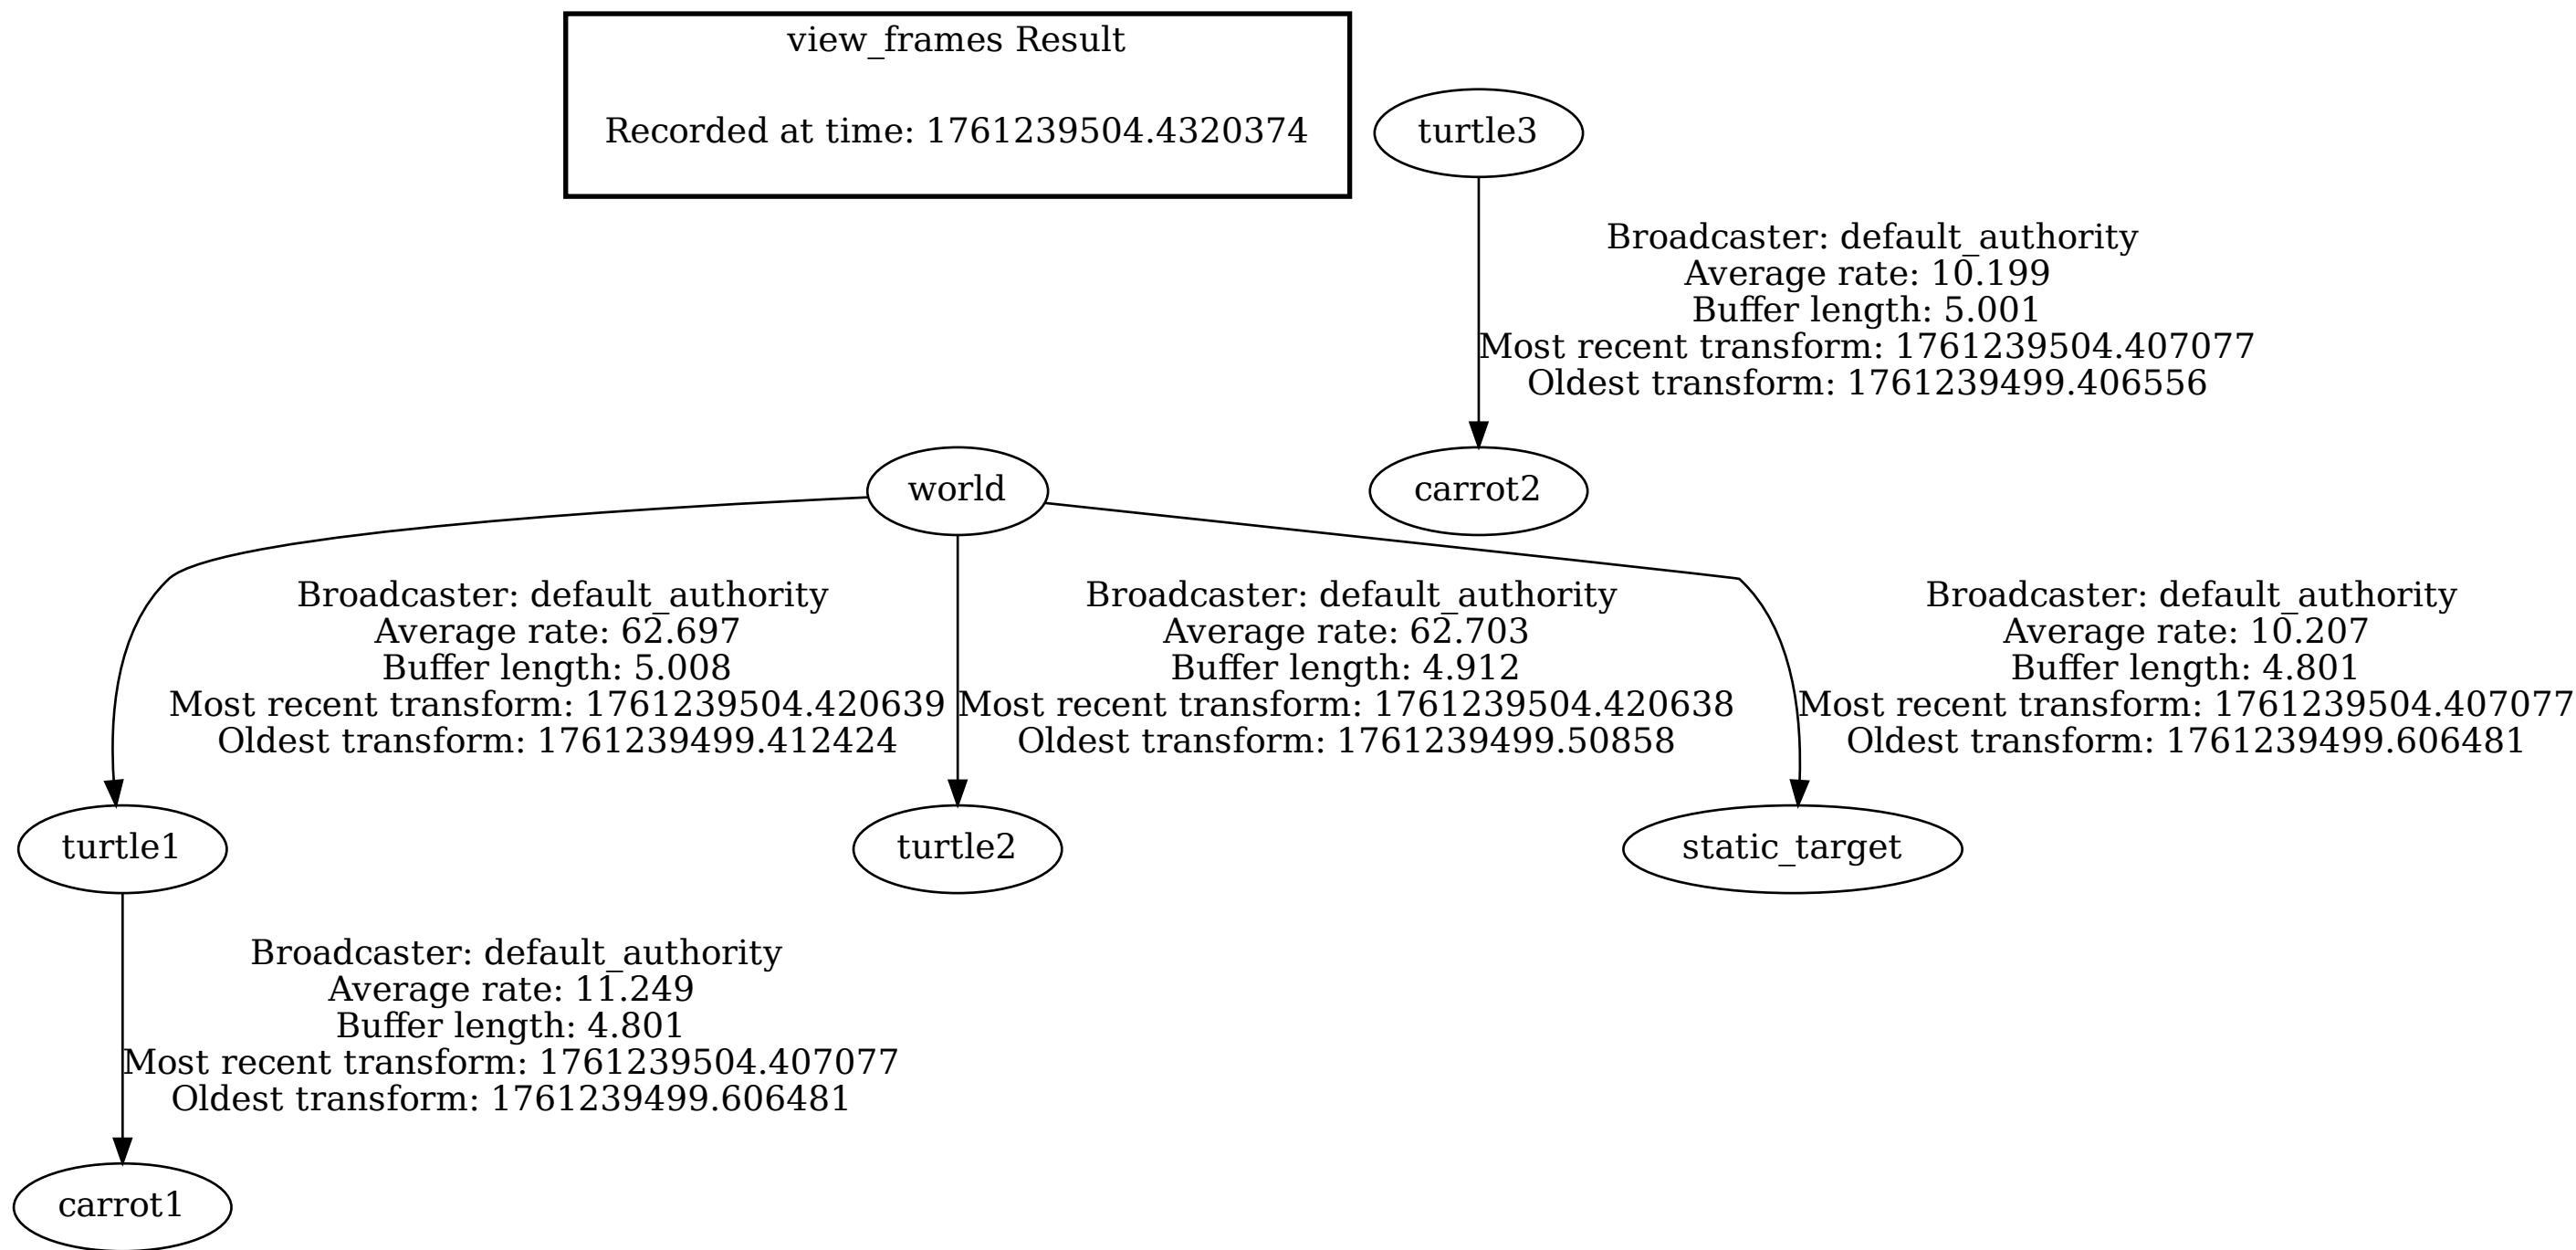 view_frames Result
Recorded at time: 1761239504.4320374
turtle3
Broadcaster: default_authority
Average rate: 10.199
Buffer length: 5.001
Most recent transform: 1761239504.407077
Oldest transform: 1761239499.406556
world
carrot2
Broadcaster: default_authority
Average rate: 62.697
Buffer length: 5.008
Most recent transform: 1761239504.420639
Oldest transform: 1761239499.412424
Broadcaster: default_authority
Average rate: 62.703
Buffer length: 4.912
Most recent transform: 1761239504.420638
Oldest transform: 1761239499.50858
Broadcaster: default_authority
Average rate: 10.207
Buffer length: 4.801
Most recent transform: 1761239504.407077
Oldest transform: 1761239499.606481
turtle1
turtle2
static_target
Broadcaster: default_authority
Average rate: 11.249
Buffer length: 4.801
Most recent transform: 1761239504.407077
Oldest transform: 1761239499.606481
carrot1